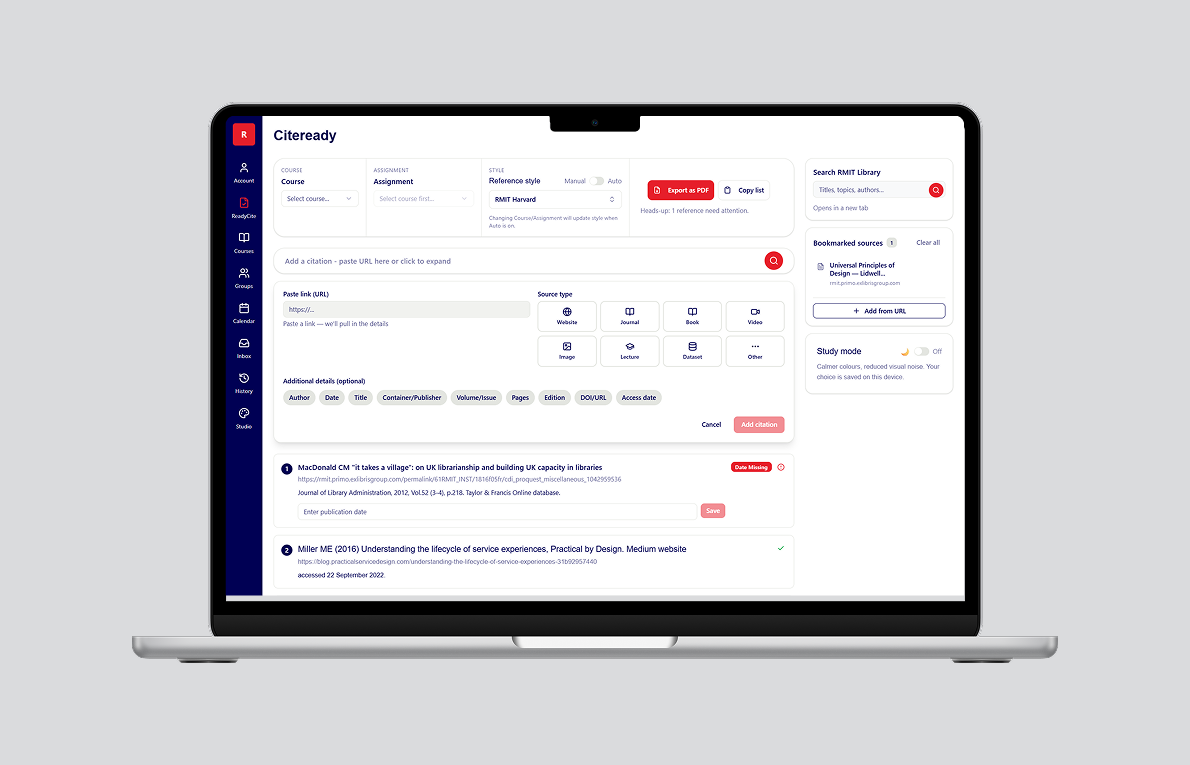 R
Account
ReadyCite
Courses
Groups
Calendar
Inbox
History
Studio
Citeready
COURSE
Course
Select course...
ASSIGNMENT
Assignment
Select course first...
STYLE
Reference style
Manual
Auto
RMIT Harvard
Changing Course/Assignment will update style when
Auto is on.
Export as PDF
Copy list
Heads-up: 1 reference need attention.
Add a citation - paste URL here or click to expand
Paste link (URL)
https://...
Paste a link — we'll pull in the details
Source type
Website
Journal
Book
Video
Image
Lecture
Dataset
Other
Additional details (optional)
Author
Date
Title
Container/Publisher
Volume/Issue
Pages
Edition
DOI/URL
Access date
Cancel
Add citation
1
MacDonald CM "it takes a village": on UK librarianship and building UK capacity in libraries
Date Missing
https://rmit.primo.exlibrisgroup.com/permalink/61RMIT_INST/1816f05fr/cdi_proquest_miscellaneous_1042959536
Journal of Library Administration, 2012, Vol.52 (3-4), p.218. Taylor & Francis Online database.
Enter publication date
Save
2
Miller ME (2016) Understanding the lifecycle of service experiences, Practical by Design. Medium website
https://blog.practicalservicedesign.com/understanding-the-lifecycle-of-service-experiences-31b92957440
accessed 22 September 2022.
Search RMIT Library
Titles, topics, authors...
Opens in a new tab
Bookmarked sources 1
Clear all
Universal Principles of
Design — Lidwell...
rmit.primo.exlibrisgroup.com
+ Add from URL
Study mode
Off
Calmer colours, reduced visual noise. Your
choice is saved on this device.